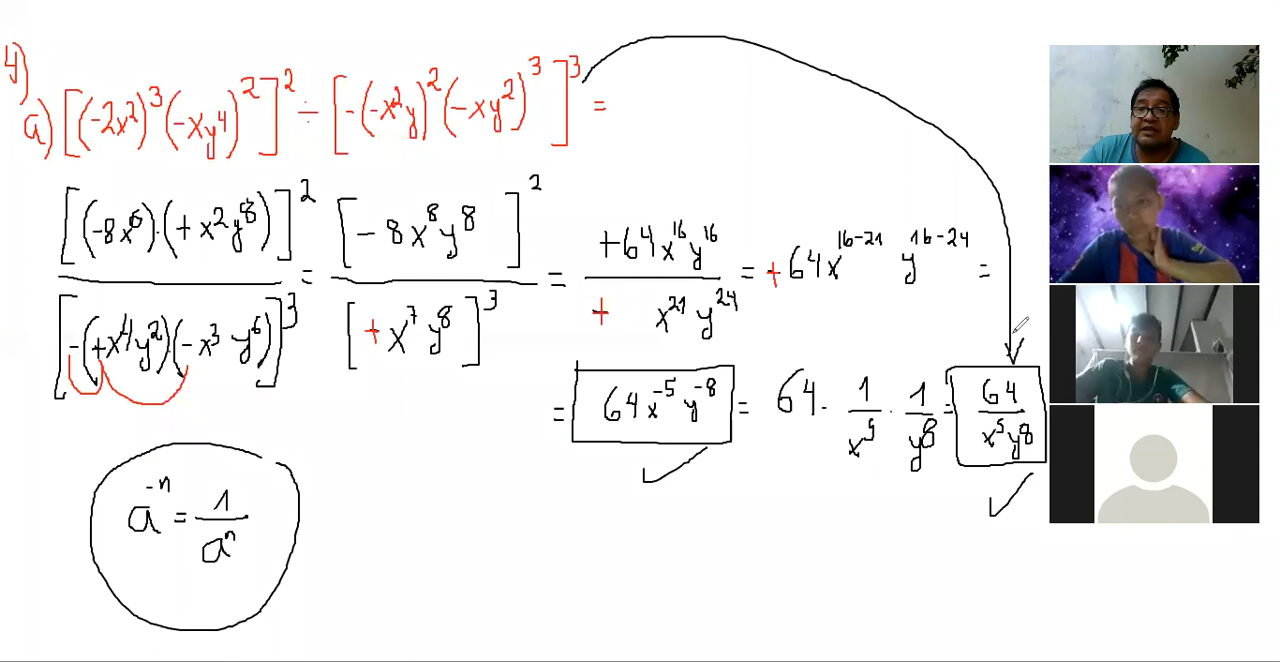 4)
a) [(-2x²)³(-xy⁴)²]² ÷ [-(-x²y)²(-xy²)³]³ =
[(-8x⁶)·(+x²y⁸)]² / [-(+x⁴y²)(-x³y⁶)]³ = [-8x⁸y⁸]² / [+x⁷y⁸]³ = +64x¹⁶y¹⁶ / +x²¹y²⁴ = +64x¹⁶⁻²¹ y¹⁶⁻²⁴ =
= 64x⁻⁵y⁻⁸ = 64 · 1/x⁵ · 1/y⁸ = 64/x⁵y⁸
a⁻ⁿ = 1/aⁿ